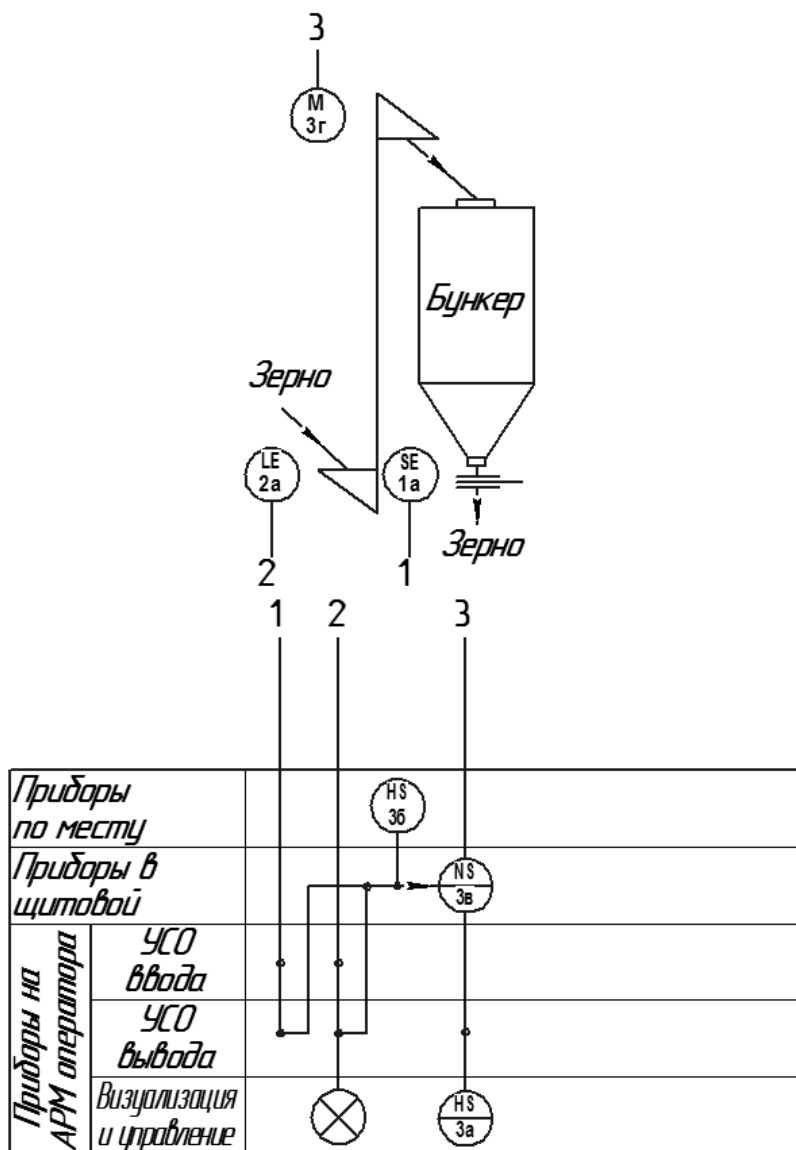 3
M
3г
Бункер
Зерно
LE
2а
SE
1а
Зерно
2
1
1
2
3
Приборы
по месту
HS
3б
Приборы в
щитовой
NS
3в
Приборы на
АРМ оператора
УСО
ввода
УСО
вывода
Визуализация
и управление
HS
3а